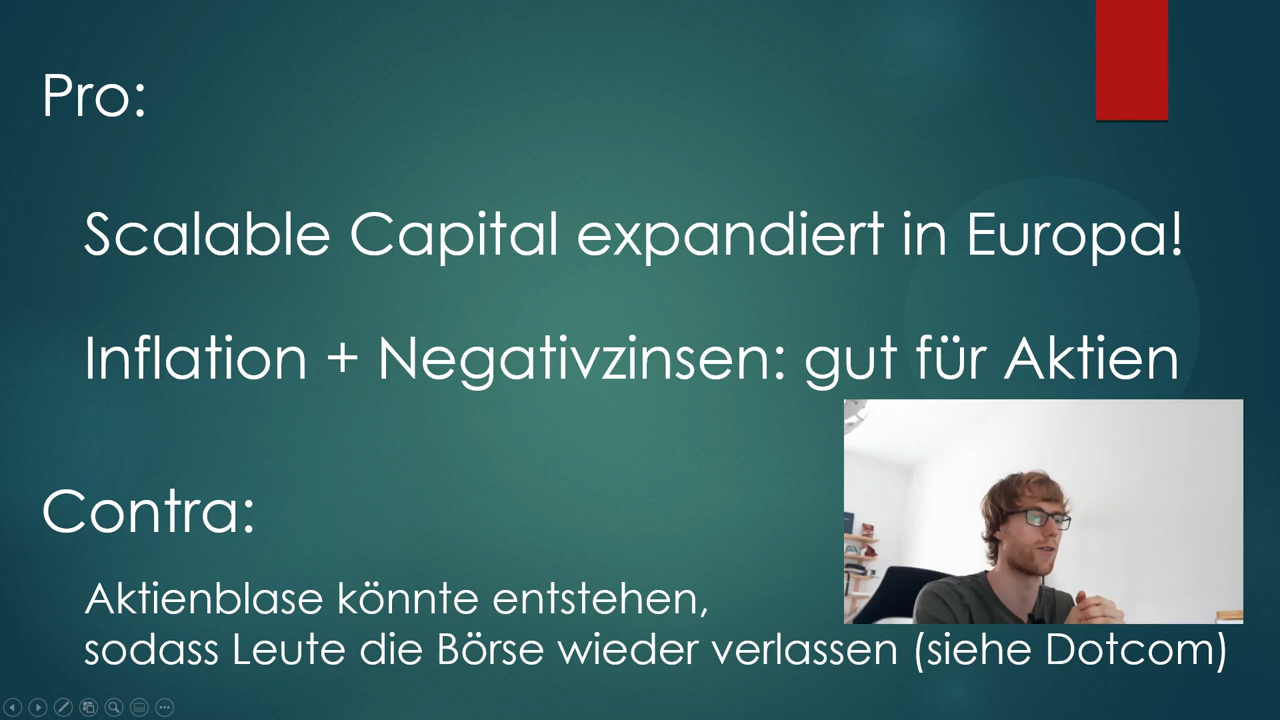 Pro:
Scalable Capital expandiert in Europa!
Inflation + Negativzinsen: gut für Aktien
Contra:
Aktienblase könnte entstehen,
sodass Leute die Börse wieder verlassen (siehe Dotcom)